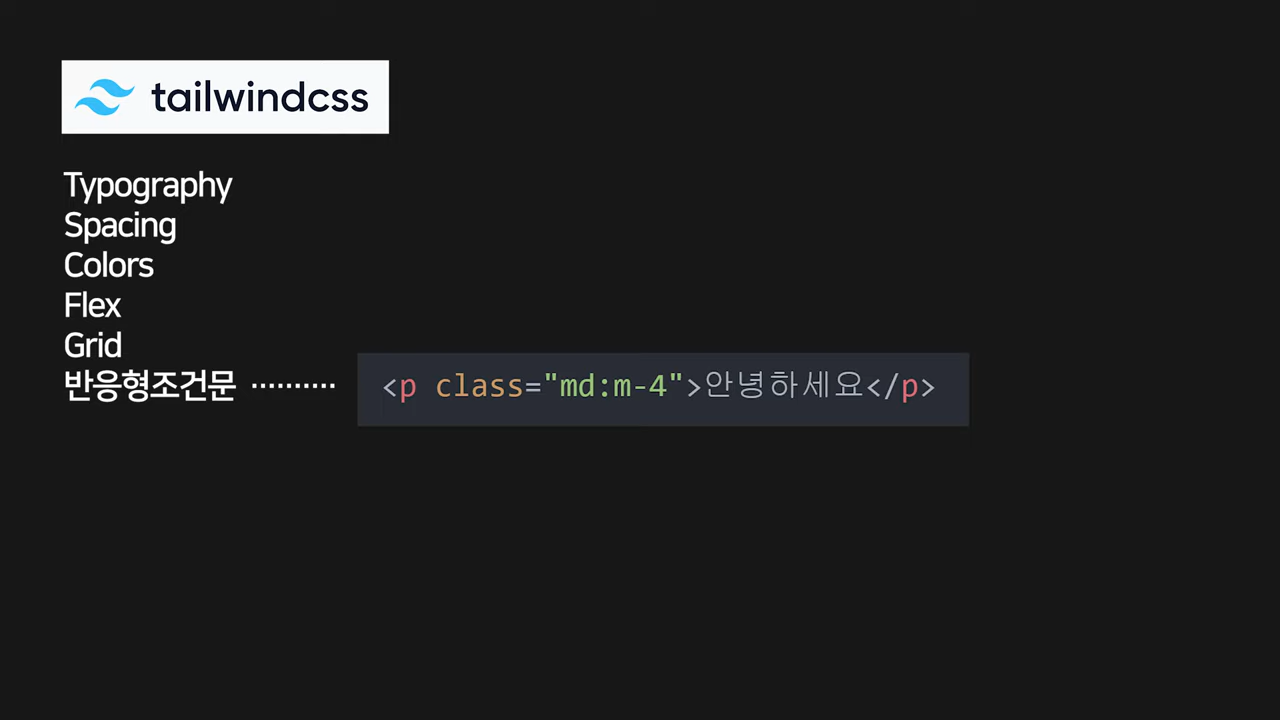 tailwindcss
Typography
Spacing
Colors
Flex
Grid
반응형조건문 ·········· <p class="md:m-4">안녕하세요</p>